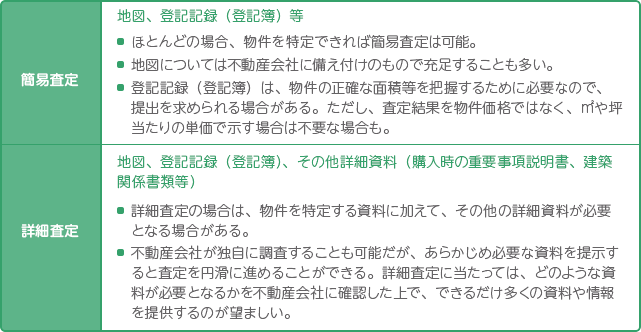 簡易査定
地図、登記記録（登記簿）等
ほとんどの場合、物件を特定できれば簡易査定は可能。
地図については不動産会社に備え付けのもので充足することも多い。
登記記録（登記簿）は、物件の正確な面積等を把握するために必要なので、
提出を求められる場合がある。ただし、査定結果を物件価格ではなく、㎡や坪
当たりの単価で示す場合は不要な場合も。
詳細査定
地図、登記記録（登記簿）、その他詳細資料（購入時の重要事項説明書、建築
関係書類等）
詳細査定の場合は、物件を特定する資料に加えて、その他の詳細資料が必要
となる場合がある。
不動産会社が独自に調査することも可能だが、あらかじめ必要な資料を提示す
ると査定を円滑に進めることができる。詳細査定に当たっては、どのような資
料が必要となるかを不動産会社に確認した上で、できるだけ多くの資料や情報
を提供するのが望ましい。